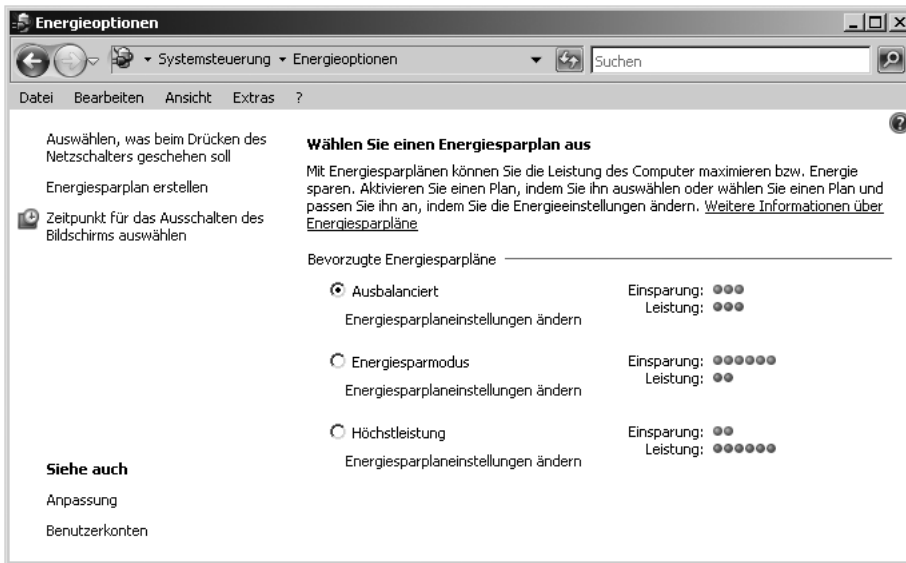 Energieoptionen
Systemsteuerung Energieoptionen Suchen
Datei Bearbeiten Ansicht Extras ?
Auswählen, was beim Drücken des
Netzschalters geschehen soll
Energiesparplan erstellen
Zeitpunkt für das Ausschalten des
Bildschirms auswählen
Siehe auch
Anpassung
Benutzerkonten
Wählen Sie einen Energiesparplan aus
Mit Energiesparplänen können Sie die Leistung des Computer maximieren bzw. Energie
sparen. Aktivieren Sie einen Plan, indem Sie ihn auswählen oder wählen Sie einen Plan und
passen Sie ihn an, indem Sie die Energieeinstellungen ändern. Weitere Informationen über
Energiesparpläne
Bevorzugte Energiesparpläne
Ausbalanciert Einsparung:
Leistung:
Energiesparplaneinstellungen ändern
Energiesparmodus Einsparung:
Leistung:
Energiesparplaneinstellungen ändern
Höchstleistung Einsparung:
Leistung:
Energiesparplaneinstellungen ändern